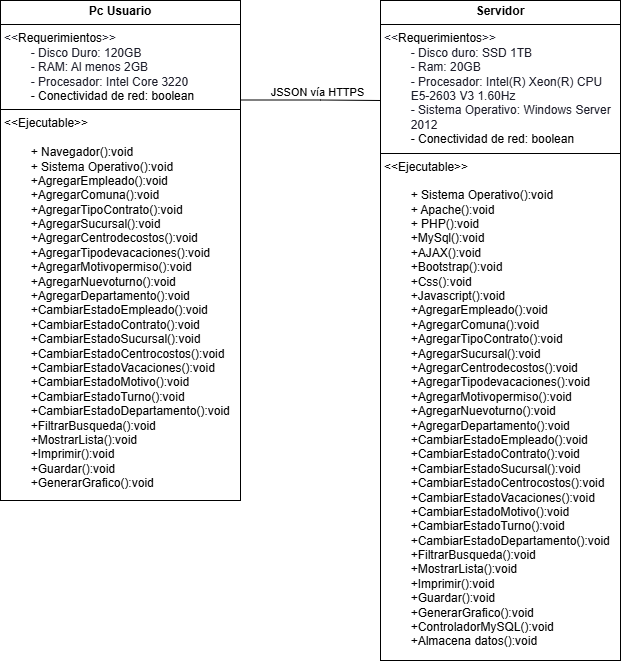 Pc Usuario
<<Requerimientos>>
- Disco Duro: 120GB
- RAM: Al menos 2GB
- Procesador: Intel Core 3220
- Conectividad de red: boolean
<<Ejecutable>>
+ Navegador():void
+ Sistema Operativo():void
+AgregarEmpleado():void
+AgregarComuna():void
+AgregarTipoContrato():void
+AgregarSucursal():void
+AgregarCentrodecostos():void
+AgregarTipodevacaciones():void
+AgregarMotivopermiso():void
+AgregarNuevoturno():void
+AgregarDepartamento():void
+CambiarEstadoEmpleado():void
+CambiarEstadoContrato():void
+CambiarEstadoSucursal():void
+CambiarEstadoCentrocostos():void
+CambiarEstadoVacaciones():void
+CambiarEstadoMotivo():void
+CambiarEstadoTurno():void
+CambiarEstadoDepartamento():void
+FiltrarBusqueda():void
+MostrarLista():void
+Imprimir():void
+Guardar():void
+GenerarGrafico():void
JSSON vía HTTPS
Servidor
<<Requerimientos>>
- Disco duro: SSD 1TB
- Ram: 20GB
- Procesador: Intel(R) Xeon(R) CPU
E5-2603 V3 1.60Hz
- Sistema Operativo: Windows Server
2012
- Conectividad de red: boolean
<<Ejecutable>>
+ Sistema Operativo():void
+ Apache():void
+ PHP():void
+MySql():void
+AJAX():void
+Bootstrap():void
+Css():void
+Javascript():void
+AgregarEmpleado():void
+AgregarComuna():void
+AgregarTipoContrato():void
+AgregarSucursal():void
+AgregarCentrodecostos():void
+AgregarTipodevacaciones():void
+AgregarMotivopermiso():void
+AgregarNuevoturno():void
+AgregarDepartamento():void
+CambiarEstadoEmpleado():void
+CambiarEstadoContrato():void
+CambiarEstadoSucursal():void
+CambiarEstadoCentrocostos():void
+CambiarEstadoVacaciones():void
+CambiarEstadoMotivo():void
+CambiarEstadoTurno():void
+CambiarEstadoDepartamento():void
+FiltrarBusqueda():void
+MostrarLista():void
+Imprimir():void
+Guardar():void
+GenerarGrafico():void
+ControladorMySQL():void
+Almacena datos():void